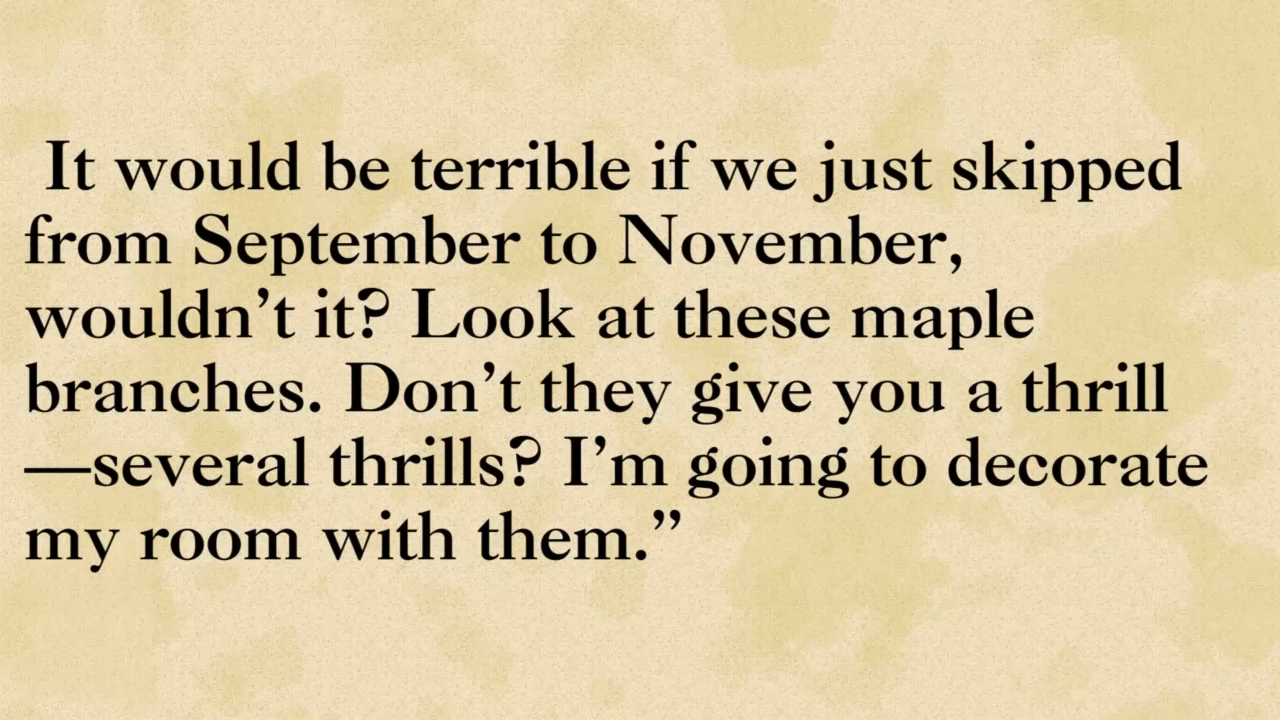 It would be terrible if we just skipped
from September to November,
wouldn’t it? Look at these maple
branches. Don’t they give you a thrill
—several thrills? I’m going to decorate
my room with them.”